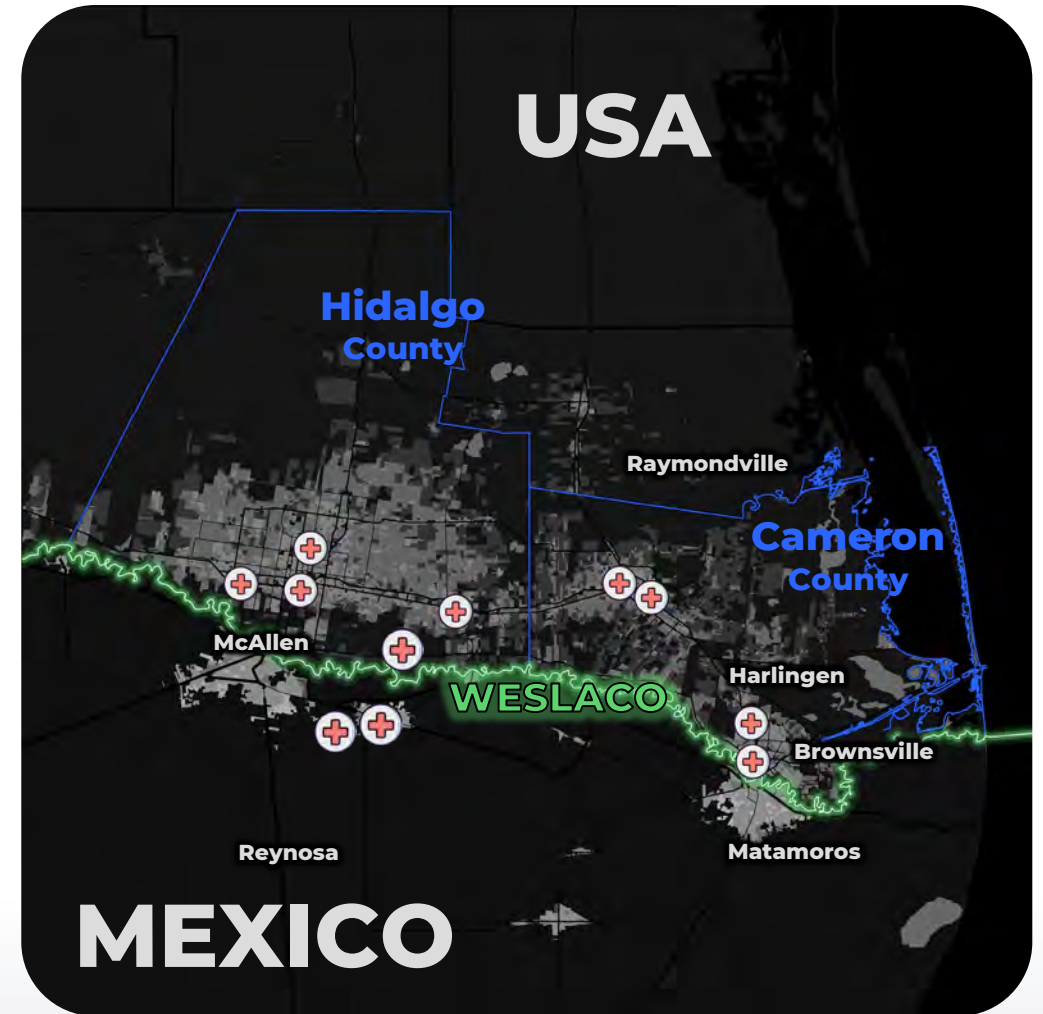 USA
Hidalgo
County
Raymondville
Cameron
County
McAllen
Harlingen
WESLACO
Brownsville
Reynosa
Matamoros
MEXICO